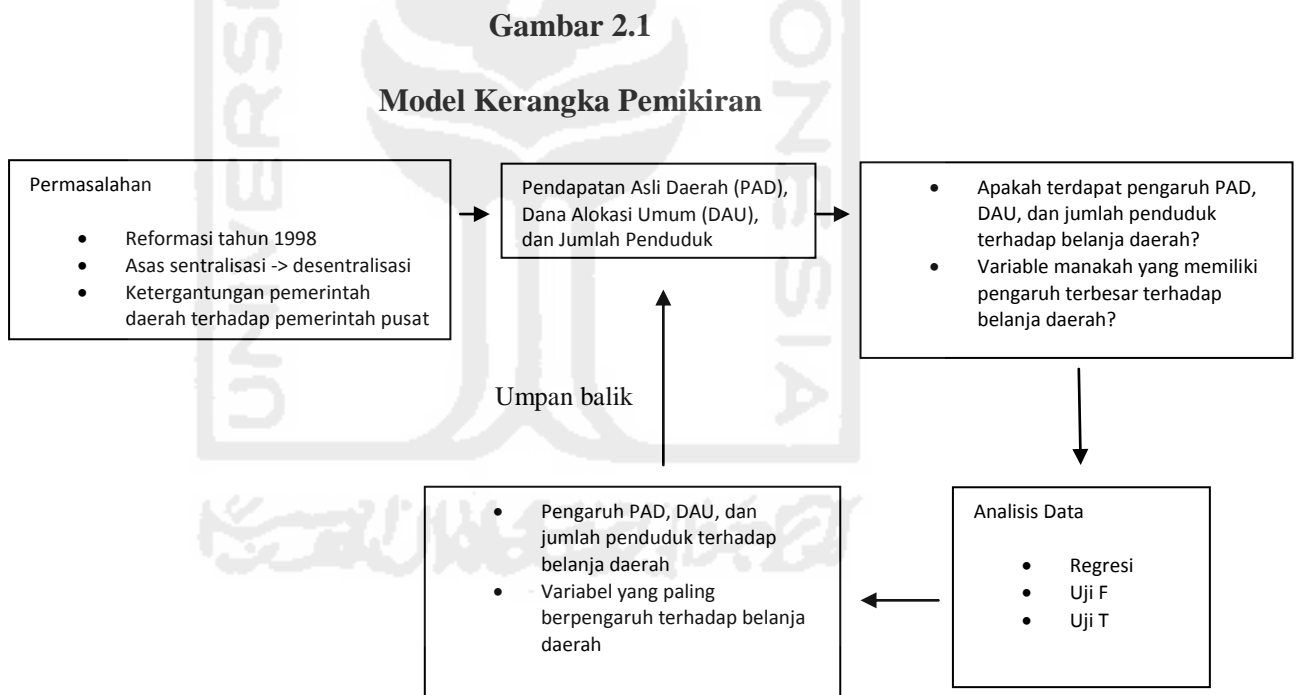 Gambar 2.1
Model Kerangka Pemikiran
Permasalahan
• Reformasi tahun 1998
• Asas sentralisasi -> desentralisasi
• Ketergantungan pemerintah
daerah terhadap pemerintah pusat
Pendapatan Asli Daerah (PAD),
Dana Alokasi Umum (DAU),
dan Jumlah Penduduk
• Apakah terdapat pengaruh PAD,
DAU, dan jumlah penduduk
terhadap belanja daerah?
• Variable manakah yang memiliki
pengaruh terbesar terhadap
belanja daerah?
Umpan balik
• Pengaruh PAD, DAU, dan
jumlah penduduk terhadap
belanja daerah
• Variabel yang paling
berpengaruh terhadap belanja
daerah
Analisis Data
• Regresi
• Uji F
• Uji T
UNIVERS
ONESIA